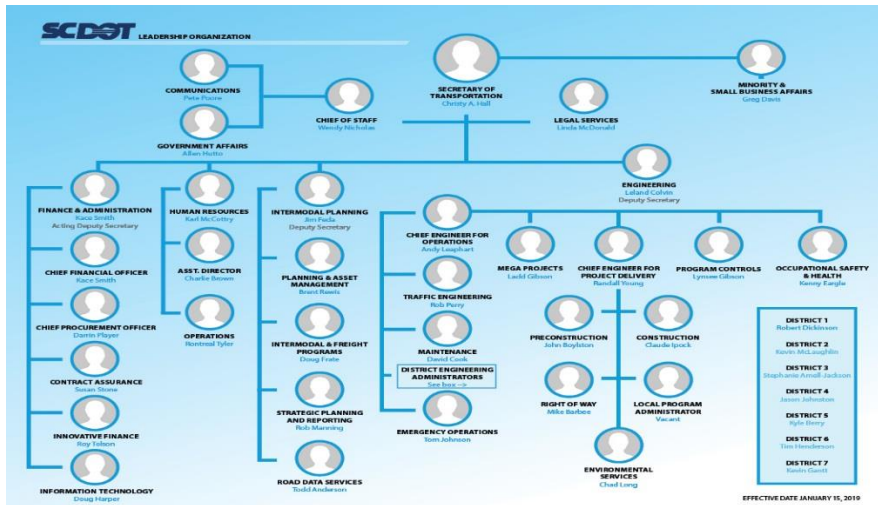 SCDOT LEADERSHIP ORGANIZATION
COMMUNICATIONS
Pete Poore
GOVERNMENT AFFAIRS
Allen Hutto
CHIEF OF STAFF
Wendy Nicholas
SECRETARY OF
TRANSPORTATION
Christy A. Hall
LEGAL SERVICES
Linda McDonald
MINORITY &
SMALL BUSINESS AFFAIRS
Greg Davis
ENGINEERING
Leland Colvin
Deputy Secretary
FINANCE & ADMINISTRATION
Kace Smith
Acting Deputy Secretary
CHIEF FINANCIAL OFFICER
Kace Smith
CHIEF PROCUREMENT OFFICER
Darrin Player
CONTRACT ASSURANCE
Susan Stone
INNOVATIVE FINANCE
Roy Tolson
INFORMATION TECHNOLOGY
Doug Harper
HUMAN RESOURCES
Karl McCottry
ASST. DIRECTOR
Charlie Brown
OPERATIONS
Rontreal Tyler
INTERMODAL PLANNING
Jim Feda
Deputy Secretary
PLANNING & ASSET
MANAGEMENT
Brent Rewis
INTERMODAL & FREIGHT
PROGRAMS
Doug Frate
STRATEGIC PLANNING
AND REPORTING
Rob Manning
ROAD DATA SERVICES
Todd Anderson
CHIEF ENGINEER FOR
OPERATIONS
Andy Leaphart
TRAFFIC ENGINEERING
Rob Perry
MAINTENANCE
David Cook
DISTRICT ENGINEERING
ADMINISTRATORS
See box -->
EMERGENCY OPERATIONS
Tom Johnson
MEGA PROJECTS
Ladd Gibson
CHIEF ENGINEER FOR
PROJECT DELIVERY
Randall Young
PROGRAM CONTROLS
Lynsee Gibson
OCCUPATIONAL SAFETY
& HEALTH
Kenny Eargle
PRECONSTRUCTION
John Boylston
CONSTRUCTION
Claude Ipock
RIGHT OF WAY
Mike Barbee
LOCAL PROGRAM
ADMINISTRATOR
Vacant
ENVIRONMENTAL
SERVICES
Chad Long
DISTRICT 1
Robert Dickinson
DISTRICT 2
Kevin McLaughlin
DISTRICT 3
Stephanie Amell-Jackson
DISTRICT 4
Jason Johnston
DISTRICT 5
Kyle Berry
DISTRICT 6
Tim Henderson
DISTRICT 7
Kevin Gantt
EFFECTIVE DATE JANUARY 15, 2019